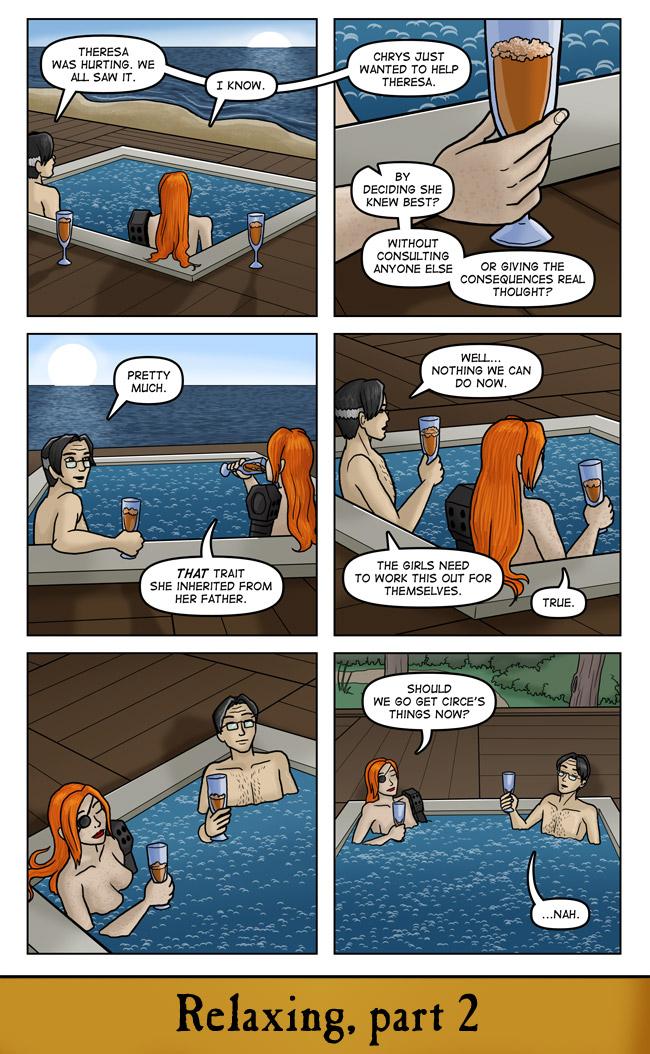 THERESA
WAS HURTING. WE
ALL SAW IT.
I KNOW.
CHRYS JUST
WANTED TO HELP
THERESA.
BY
DECIDING SHE
KNEW BEST?
WITHOUT
CONSULTING
ANYONE ELSE
OR GIVING THE
CONSEQUENCES REAL
THOUGHT?
PRETTY
MUCH.
THAT TRAIT
SHE INHERITED FROM
HER FATHER.
WELL...
NOTHING WE CAN
DO NOW.
THE GIRLS NEED
TO WORK THIS OUT FOR
THEMSELVES.
TRUE.
SHOULD
WE GO GET CIRCE'S
THINGS NOW?
...NAH.
Relaxing, part 2